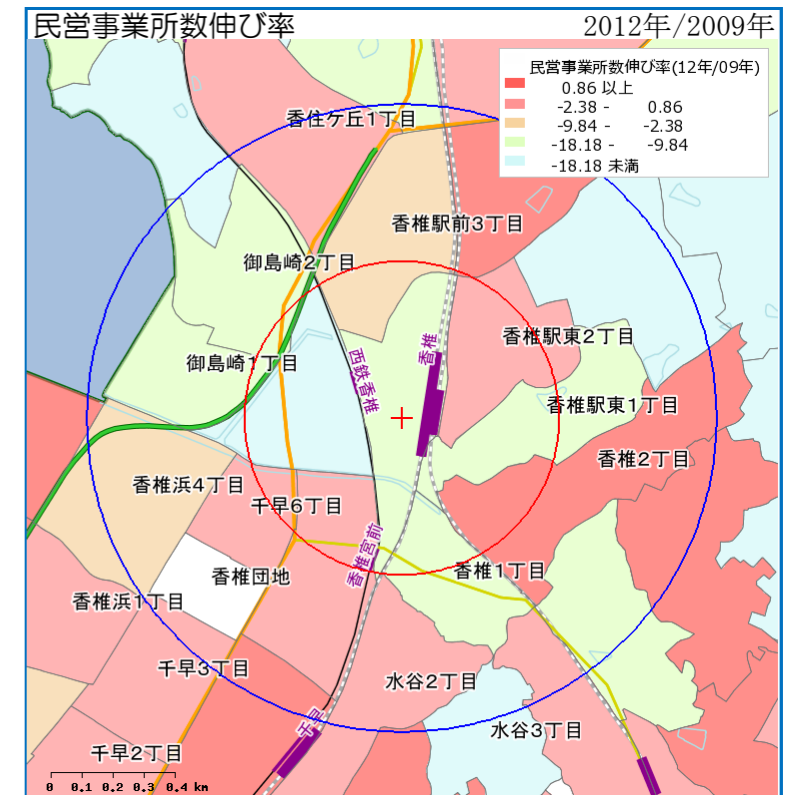 民営事業所数伸び率
2012年/2009年
民営事業所数伸び率(12年/09年)
0.86 以上
-2.38 - 0.86
-9.84 - -2.38
-18.18 - -9.84
-18.18 未満
香住ケ丘1丁目
香椎駅前3丁目
御島崎2丁目
香椎駅東2丁目
香椎
西鉄香椎
御島崎1丁目
香椎駅東1丁目
香椎2丁目
香椎浜4丁目
千早6丁目
香椎宮前
香椎1丁目
香椎団地
香椎浜1丁目
千早3丁目
水谷2丁目
千早
水谷3丁目
千早2丁目
0 0.1 0.2 0.3 0.4 km